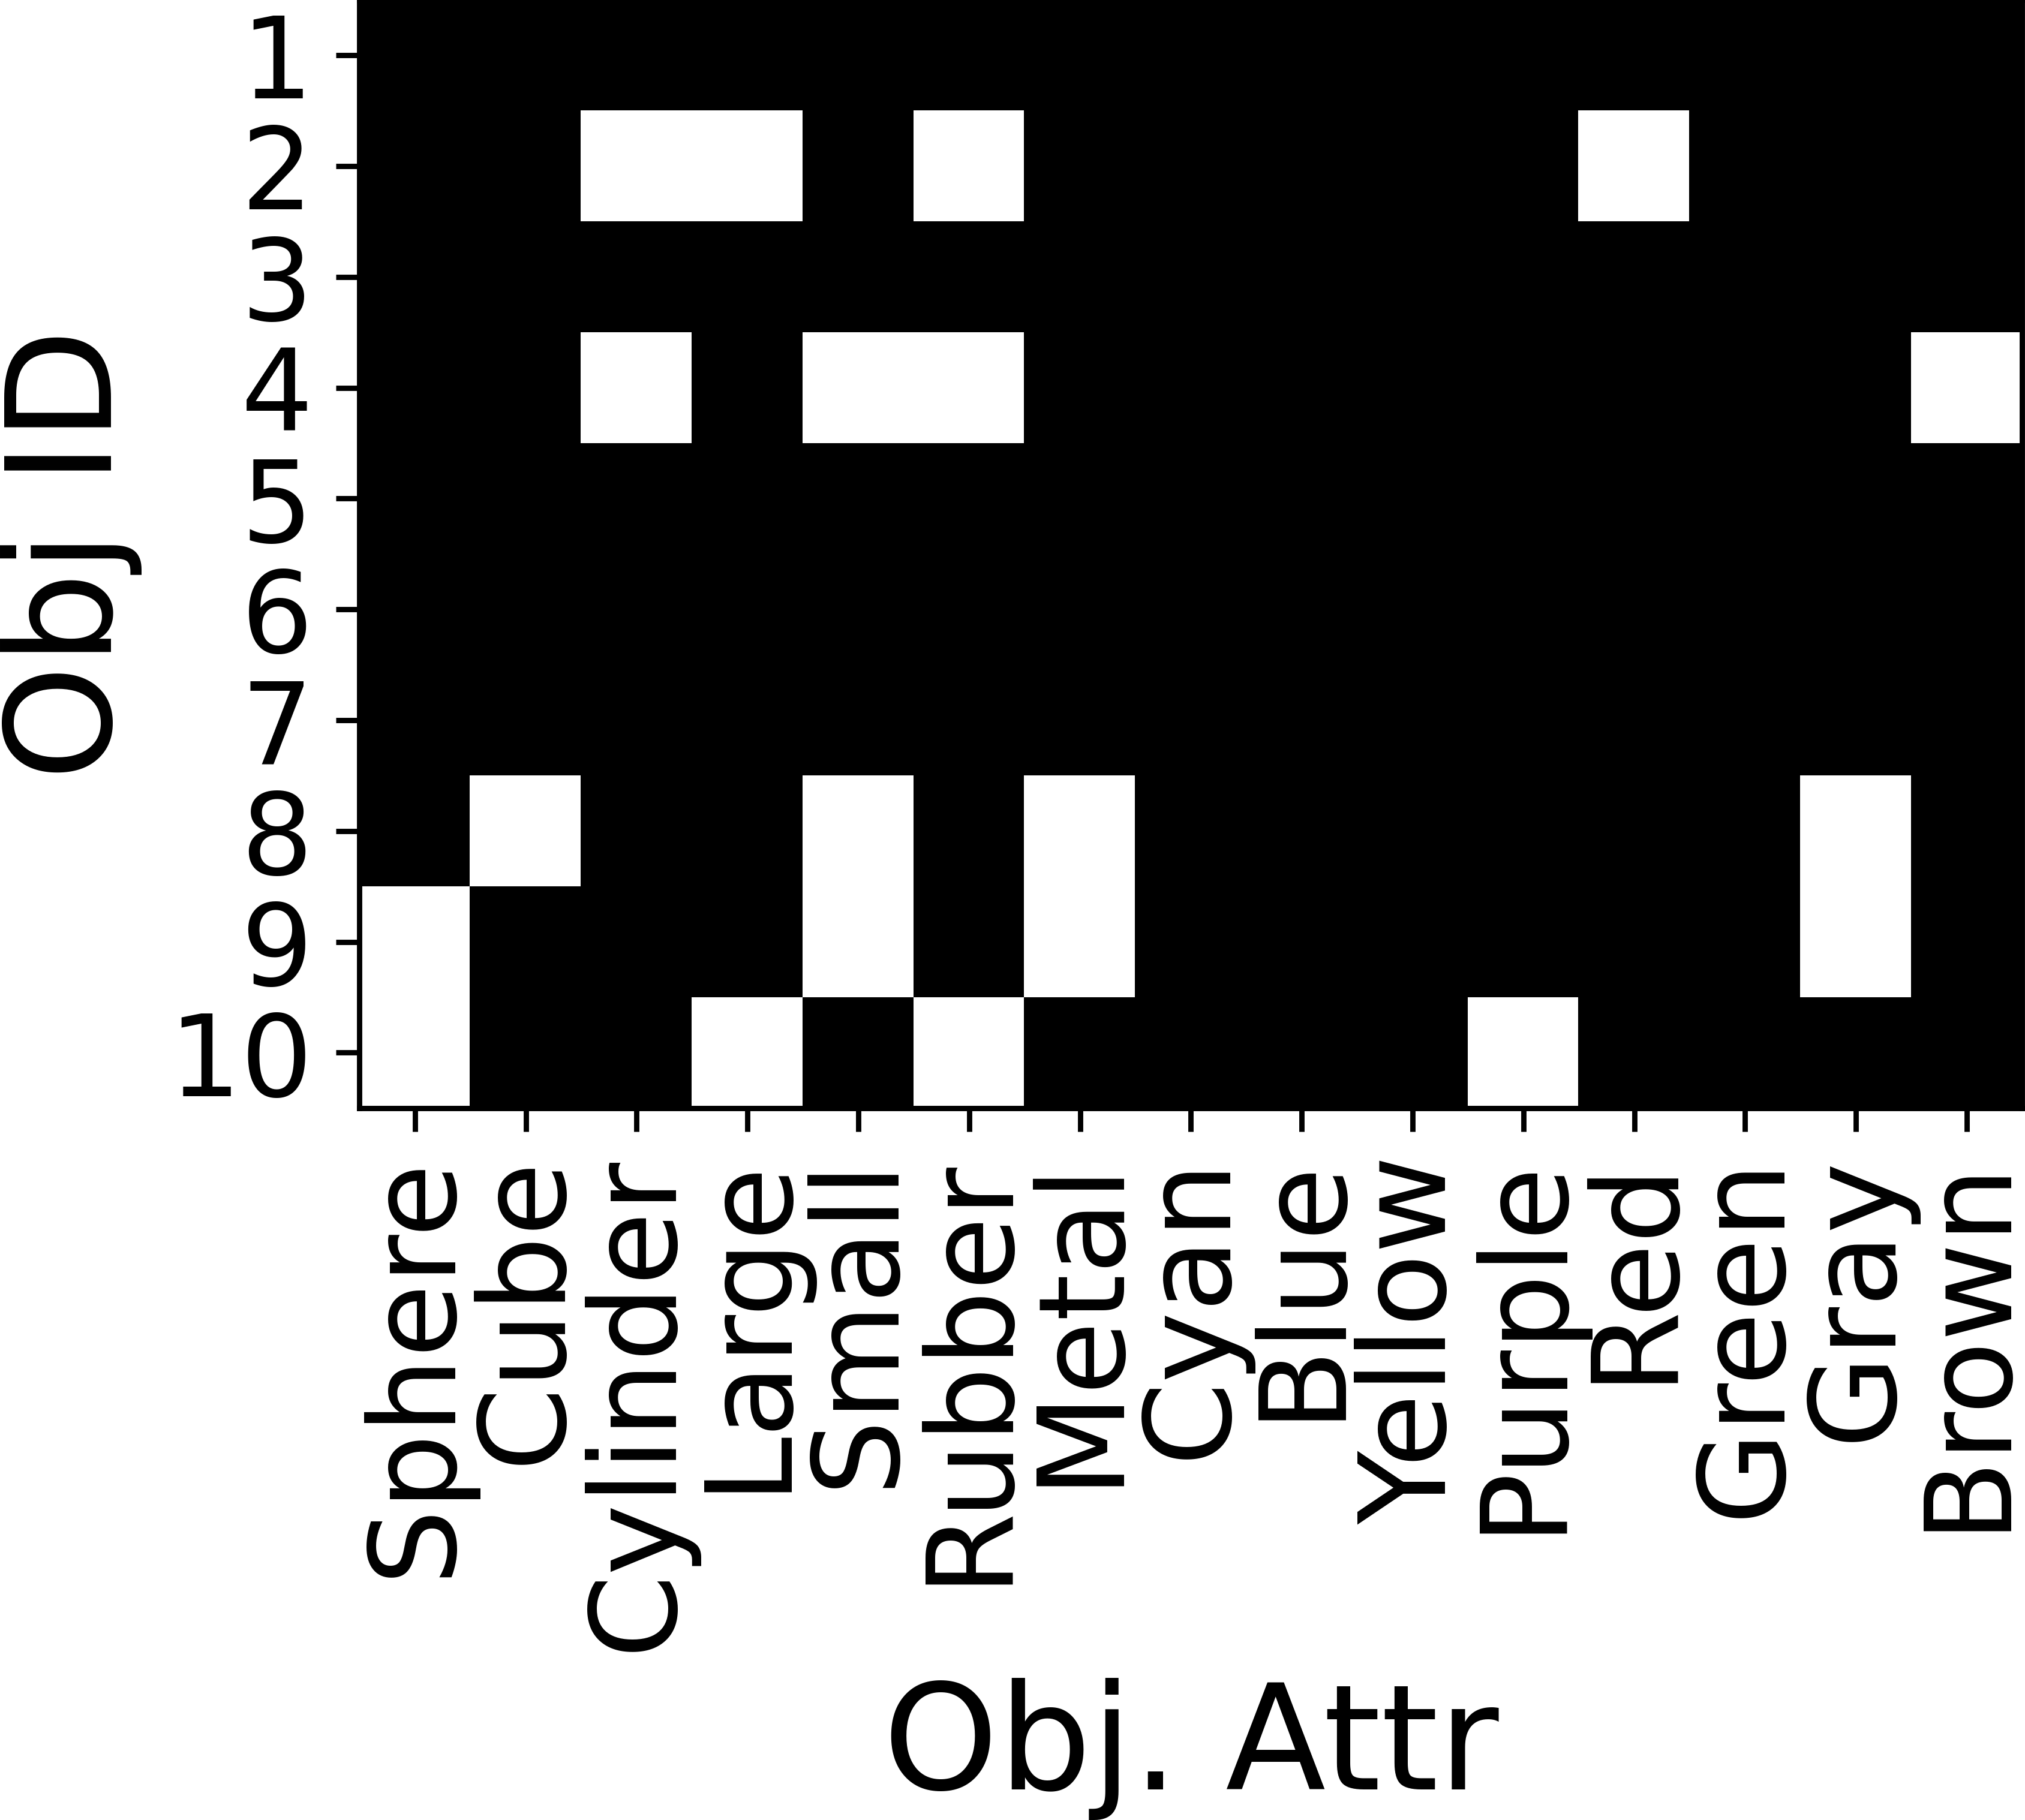 Obj ID
1
2
3
4
5
6
7
8
9
10
Sphere
Cube
Cylinder
Large
Small
Rubber
Metal
Cyan
Blue
Yellow
Purple
Red
Green
Gray
Brown
Obj. Attr